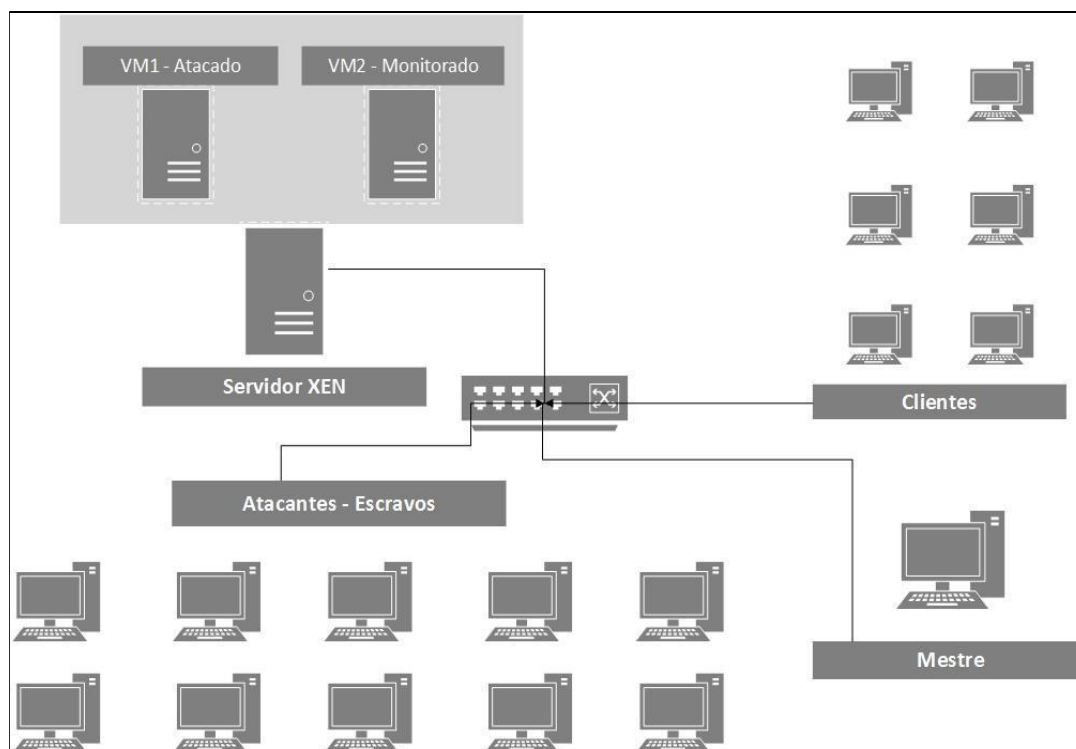 VM1 - Atacado
VM2 - Monitorado
Servidor XEN
Clientes
Atacantes - Escravos
Mestre